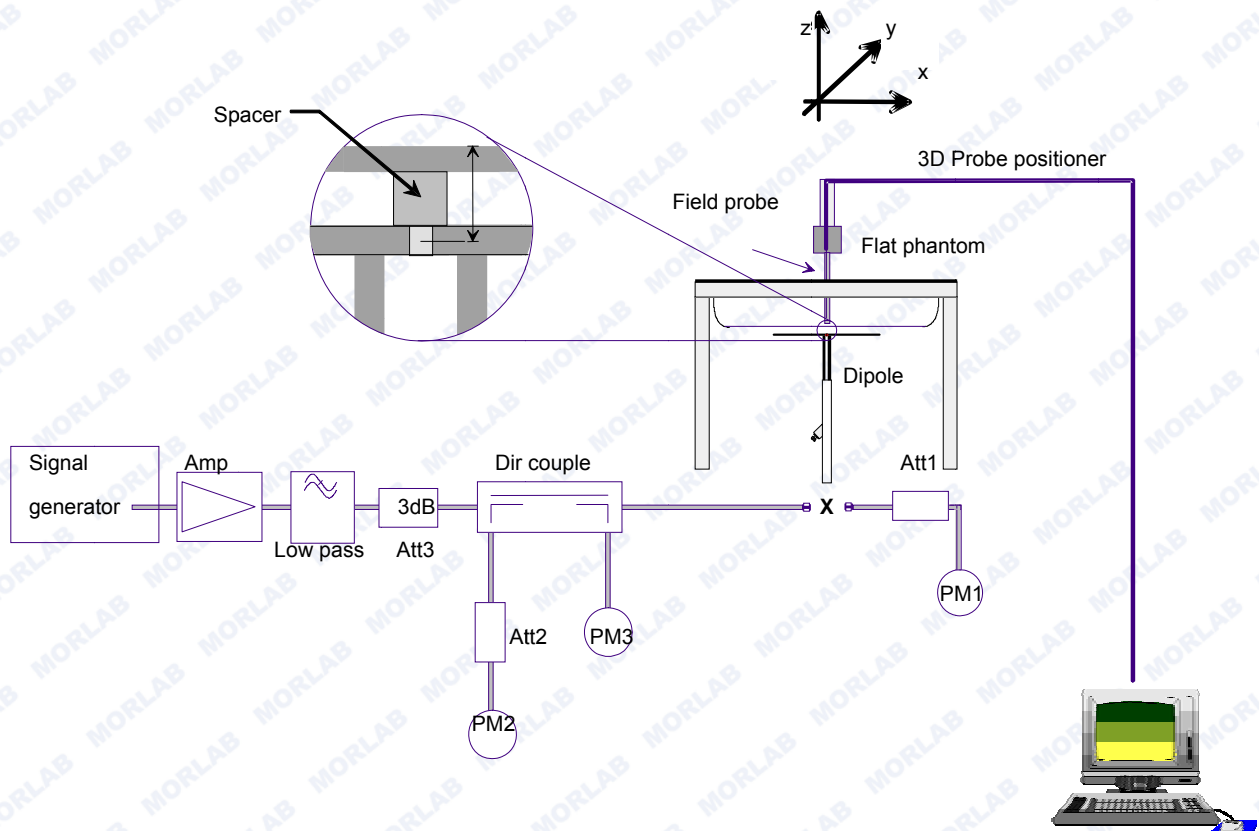 z
y
x
Spacer
3D Probe positioner
Field probe
Flat phantom
Dipole
Signal
generator
Amp
Low pass
3dB
Att3
Dir couple
Att1
X
PM1
Att2
PM3
PM2
MORLAB